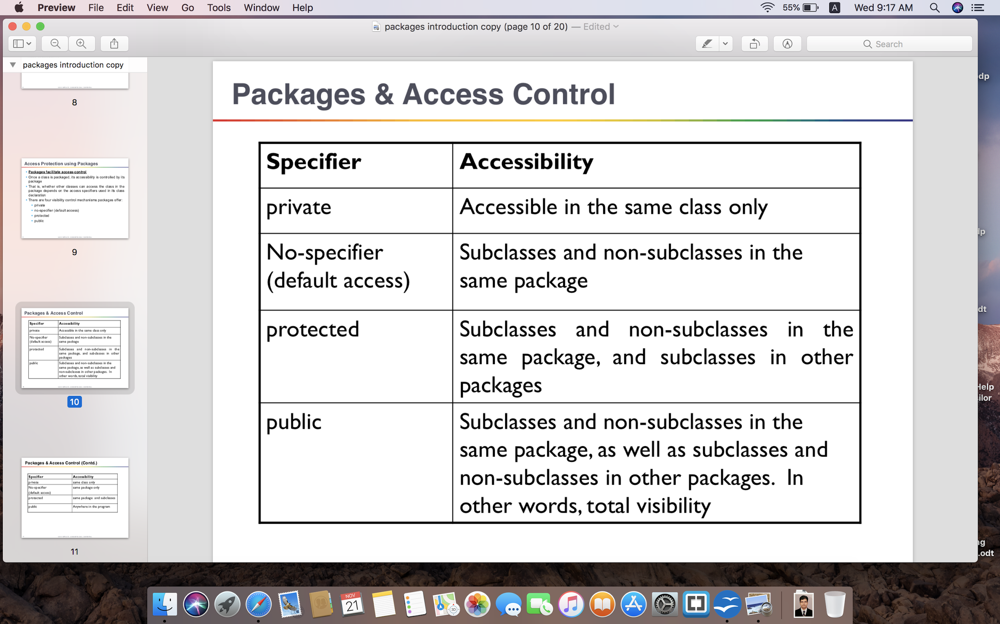 Preview File Edit View Go Tools Window Help
55% A Wed 9:17 AM
packages introduction copy (page 10 of 20) — Edited
Search
packages introduction copy
8
Access Protection using Packages
Packages facilitate access-control
Once a class is packaged, its accessibility is controlled by its
package
That is, whether other classes can access the class in the
package depends on the access specifiers used in its class
declaration
There are four visibility control mechanisms packages offer:
private
no-specifier (default access)
protected
public
9
Packages & Access Control
Specifier Accessibility
private Accessible in the same class only
No-specifier Subclasses and non-subclasses in the
(default access) same package
protected Subclasses and non-subclasses in the
same package, and subclasses in other
packages
public Subclasses and non-subclasses in the
same package, as well as subclasses and
non-subclasses in other packages. In
other words, total visibility
10
Packages & Access Control (Contd.)
Specifier Accessibility
private same class only
No-specifier same package only
(default access)
protected same package and subclasses
public Anywhere in the program
11
Packages & Access Control
Specifier Accessibility
private Accessible in the same class only
No-specifier Subclasses and non-subclasses in the
(default access) same package
protected Subclasses and non-subclasses in the
same package, and subclasses in other
packages
public Subclasses and non-subclasses in the
same package, as well as subclasses and
non-subclasses in other packages. In
other words, total visibility
dp
dp
dt
Help
ilor
ng
.odt
NOV
21
3D